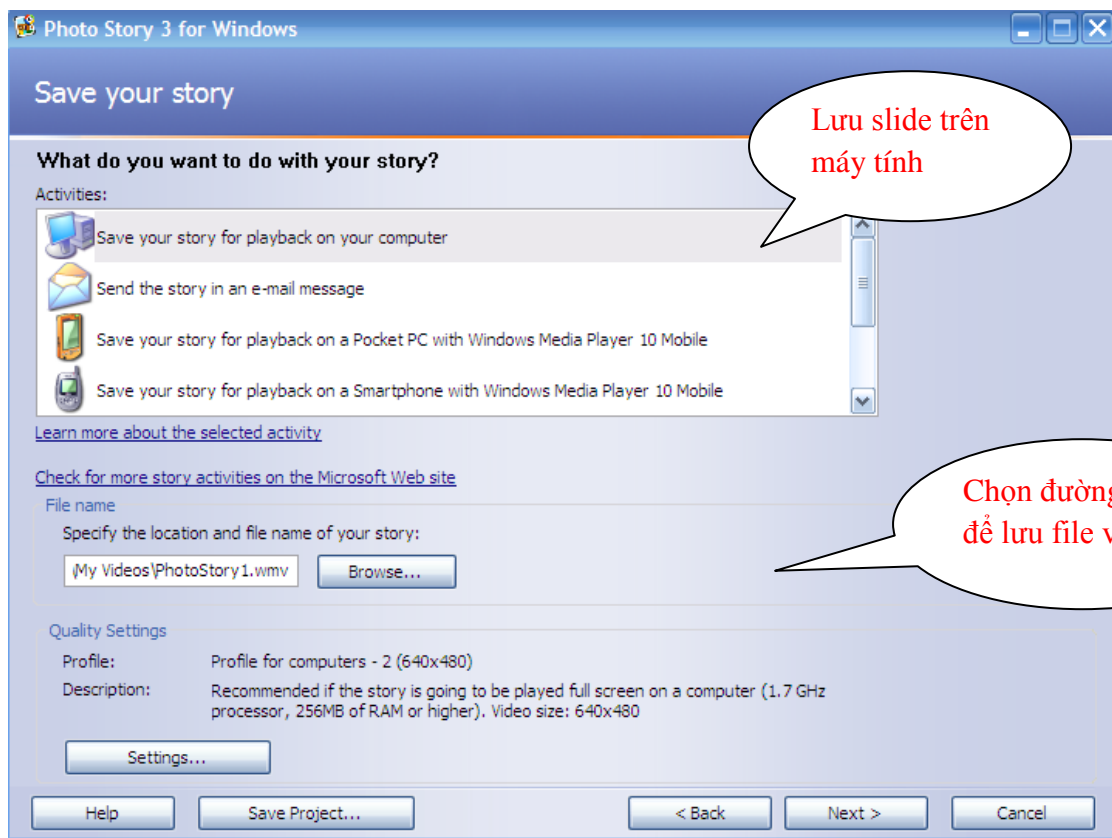 Photo Story 3 for Windows
Save your story
Lưu slide trên
máy tính
What do you want to do with your story?
Activities:
Save your story for playback on your computer
Send the story in an e-mail message
Save your story for playback on a Pocket PC with Windows Media Player 10 Mobile
Save your story for playback on a Smartphone with Windows Media Player 10 Mobile
Learn more about the selected activity
Check for more story activities on the Microsoft Web site
Chọn đường
để lưu file
File name
Specify the location and file name of your story:
\My Videos\PhotoStory1.wmv
Browse...
Quality Settings
Profile:
Profile for computers - 2 (640x480)
Description:
Recommended if the story is going to be played full screen on a computer (1.7 GHz
processor, 256MB of RAM or higher). Video size: 640x480
Settings...
Help
Save Project...
< Back
Next >
Cancel